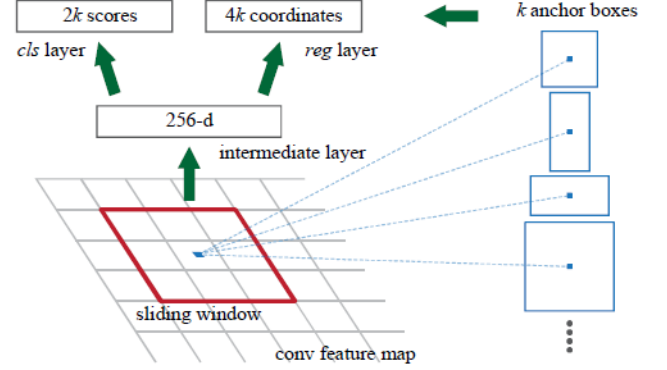 2k scores
4k coordinates
k anchor boxes
cls layer
reg layer
256-d
intermediate layer
sliding window
conv feature map